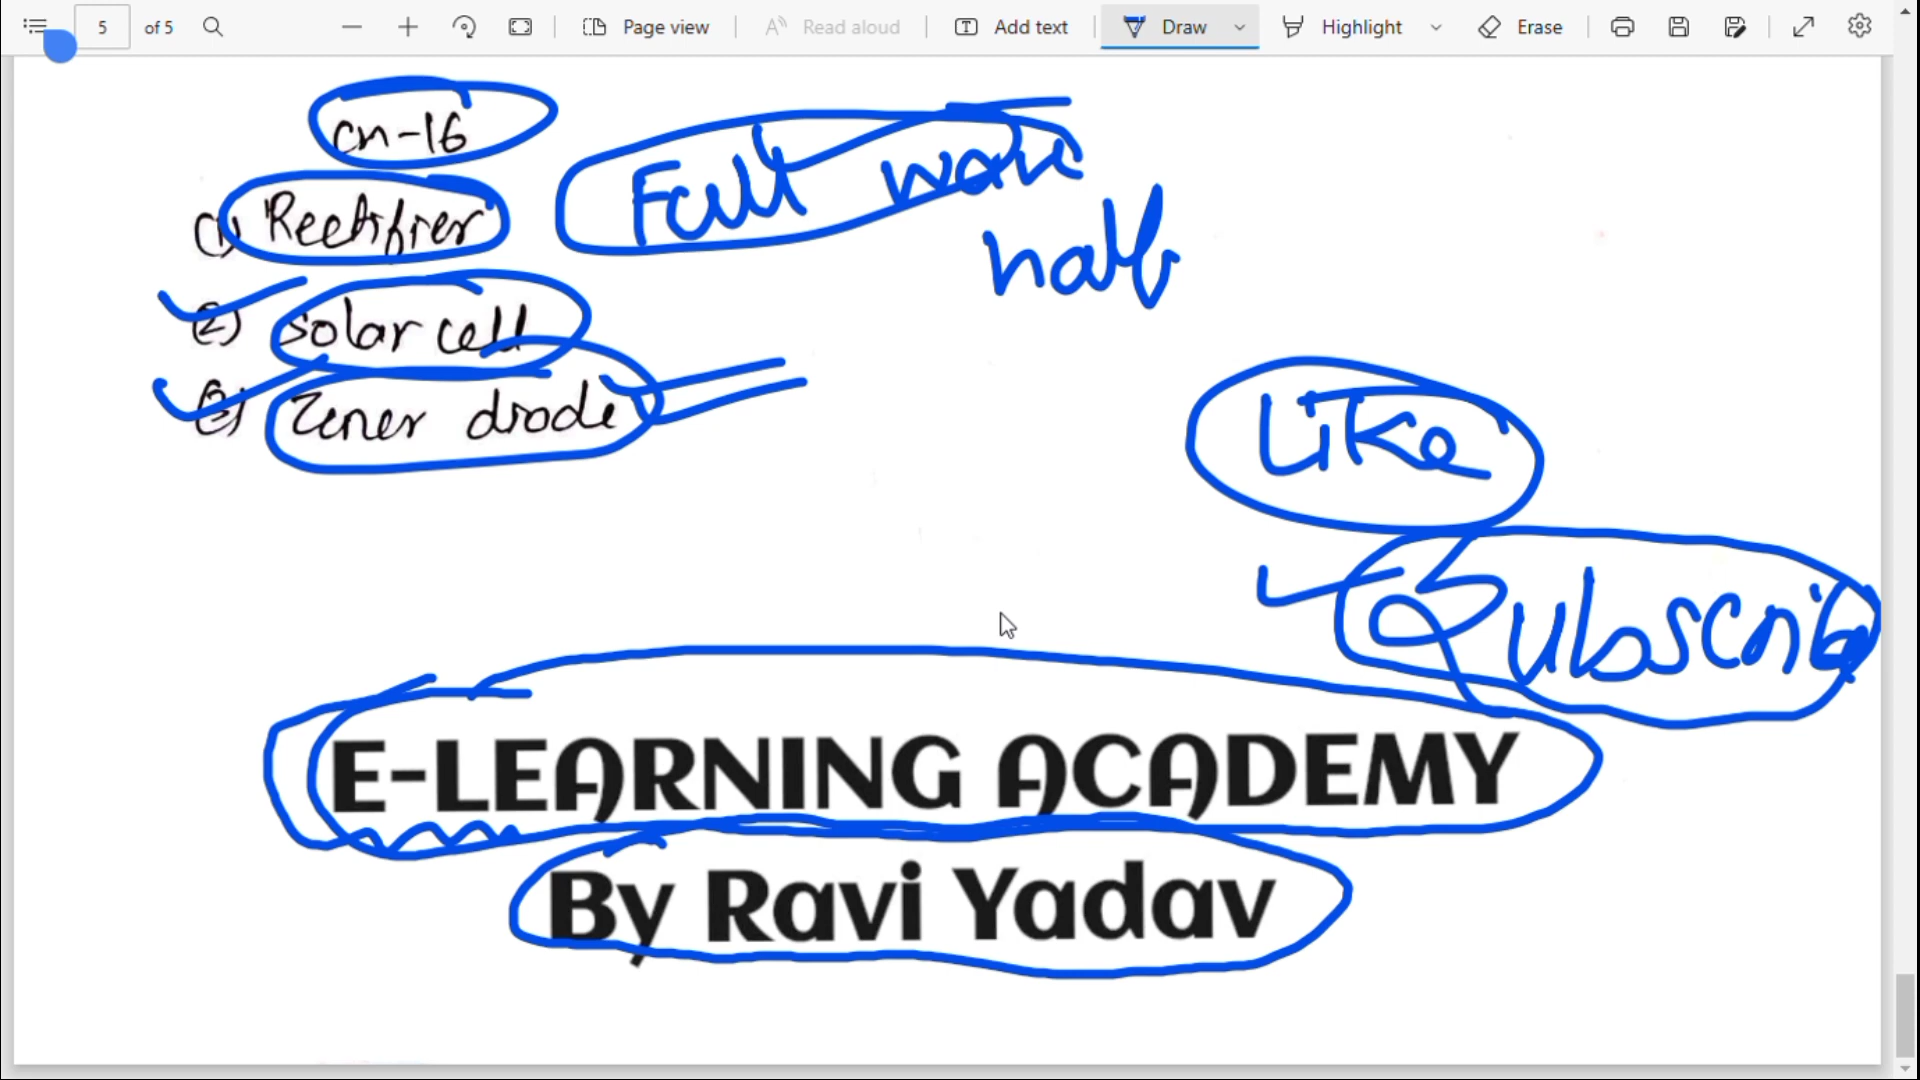 5 of 5 Page view Read aloud Add text Draw Highlight Erase
cn-16
(1) Rectifier Full wave
half
(2) solar cell
(3) Zener diode
Like
Subscribe
E-LEARNING ACADEMY
By Ravi Yadav